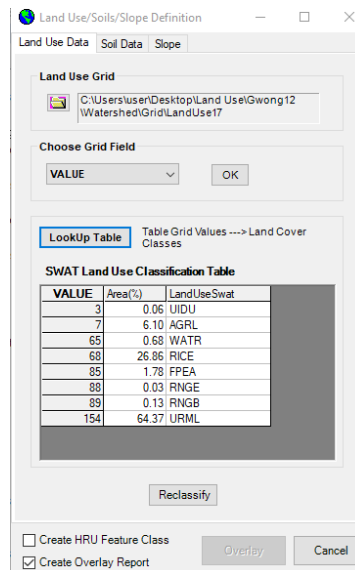 Land Use/Soils/Slope Definition
Land Use Data Soil Data Slope
Land Use Grid
C:\Users\user\Desktop\Land Use\Gwong12
\Watershed\Grid\LandUse17
Choose Grid Field
VALUE OK
LookUp Table Table Grid Values ---> Land Cover
Classes
SWAT Land Use Classification Table
VALUE Area(%) LandUseSwat
3 0.06 UIDU
7 6.10 AGRL
65 0.68 WATR
68 26.86 RICE
85 1.78 FPEA
88 0.03 RNGE
89 0.13 RNGB
154 64.37 URML
Reclassify
Create HRU Feature Class
Create Overlay Report
Overlay Cancel